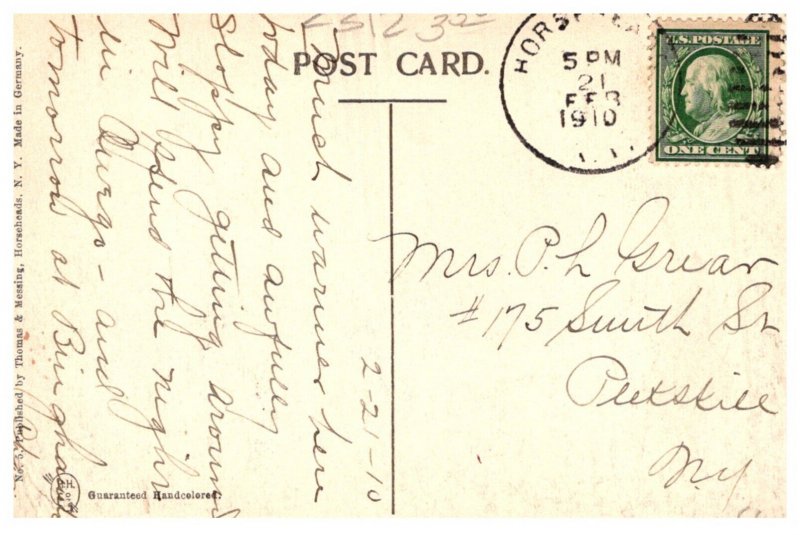 POST CARD.
HORSEHEADS
5 PM
21
FEB
1910
N.Y.
U.S. POSTAGE
ONE CENT
2-21-10
Much warmer here
today and awfully
sloppy getting around
Will spend the night
in Owego - and
tomorrow at Binghamton
P.
Mrs. P. L
#175 Smith St
Peekskill
NY
No. 5. Published by Thomas & Messing, Horseheads, N. Y. Made in Germany.
Guaranteed Handcolored.